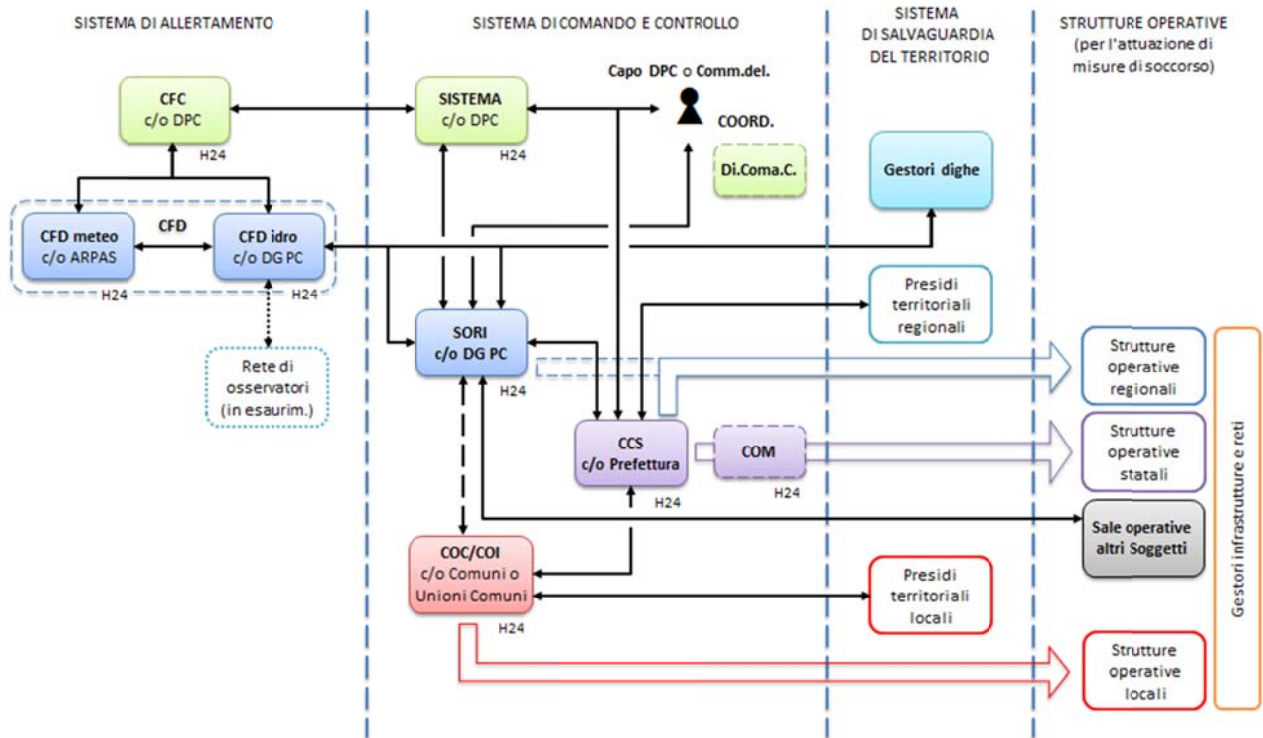 SISTEMA DI ALLERTAMENTO
SISTEMA DI COMANDO E CONTROLLO
SISTEMA
DI SALVAGUARDIA
DEL TERRITORIO
STRUTTURE OPERATIVE
(per l'attuazione di
misure di soccorso)
CFC
c/o DPC
H24
SISTEMA
c/o DPC
H24
Capo DPC o Comm.del.
COORD.
Di.Coma.C.
Gestori dighe
CFD meteo
c/o ARPAS
H24
CFD
CFD idro
c/o DG PC
H24
Rete di
osservatori
(in esaurim.)
SORI
c/o DG PC
H24
Presidi
territoriali
regionali
Strutture
operative
regionali
CCS
c/o Prefettura
H24
COM
H24
Strutture
operative
statali
Sale operative
altri Soggetti
COC/COI
c/o Comuni o
Unioni Comuni
H24
Presidi
territoriali
locali
Strutture
operative
locali
Gestori infrastrutture e reti